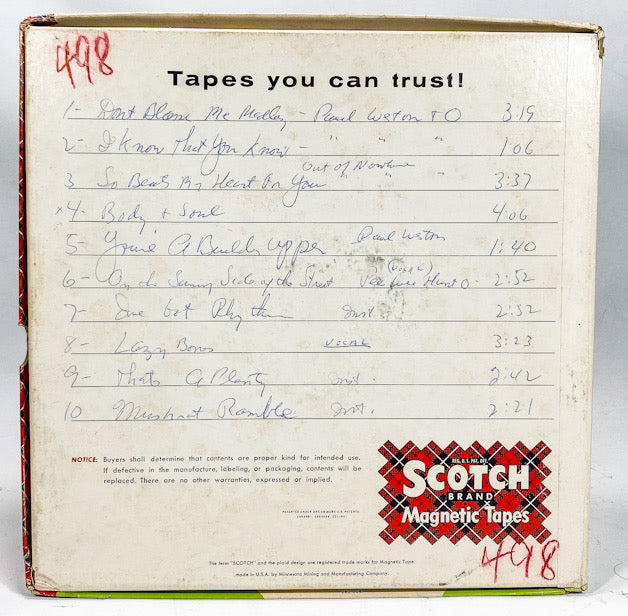 498
Tapes you can trust!
1- Dont Blame Me Medley - Paul Weston & O 3:19
2- I Know That You Know - " " " 1:06
Out of Nowhere
3 So Beats My Heart For You " " 3:37
x4- Body & Soul 4:06
5- You're A Builder Upper Paul Weston 1:40
(Vocal)
6- On the Sunny Side of the Street Pee Wee Hunt O- 2:52
7- Ive Got Rhythm Inst. 2:32
8- Lazy Bones VOCAL 3:23
9- Thats A Plenty inst. 2:42
10 Muskrat Ramble Inst. 2:21
NOTICE: Buyers shall determine that contents are proper kind for intended use.
If defective in the manufacture, labeling, or packaging, contents will be
replaced. There are no other warranties, expressed or implied.
REG. U.S. PAT. OFF.
SCOTCH
BRAND
Magnetic Tapes
498
The term "SCOTCH" and the plaid design are registered trade marks for Magnetic Tape
made in U.S.A. by Minnesota Mining and Manufacturing Company.